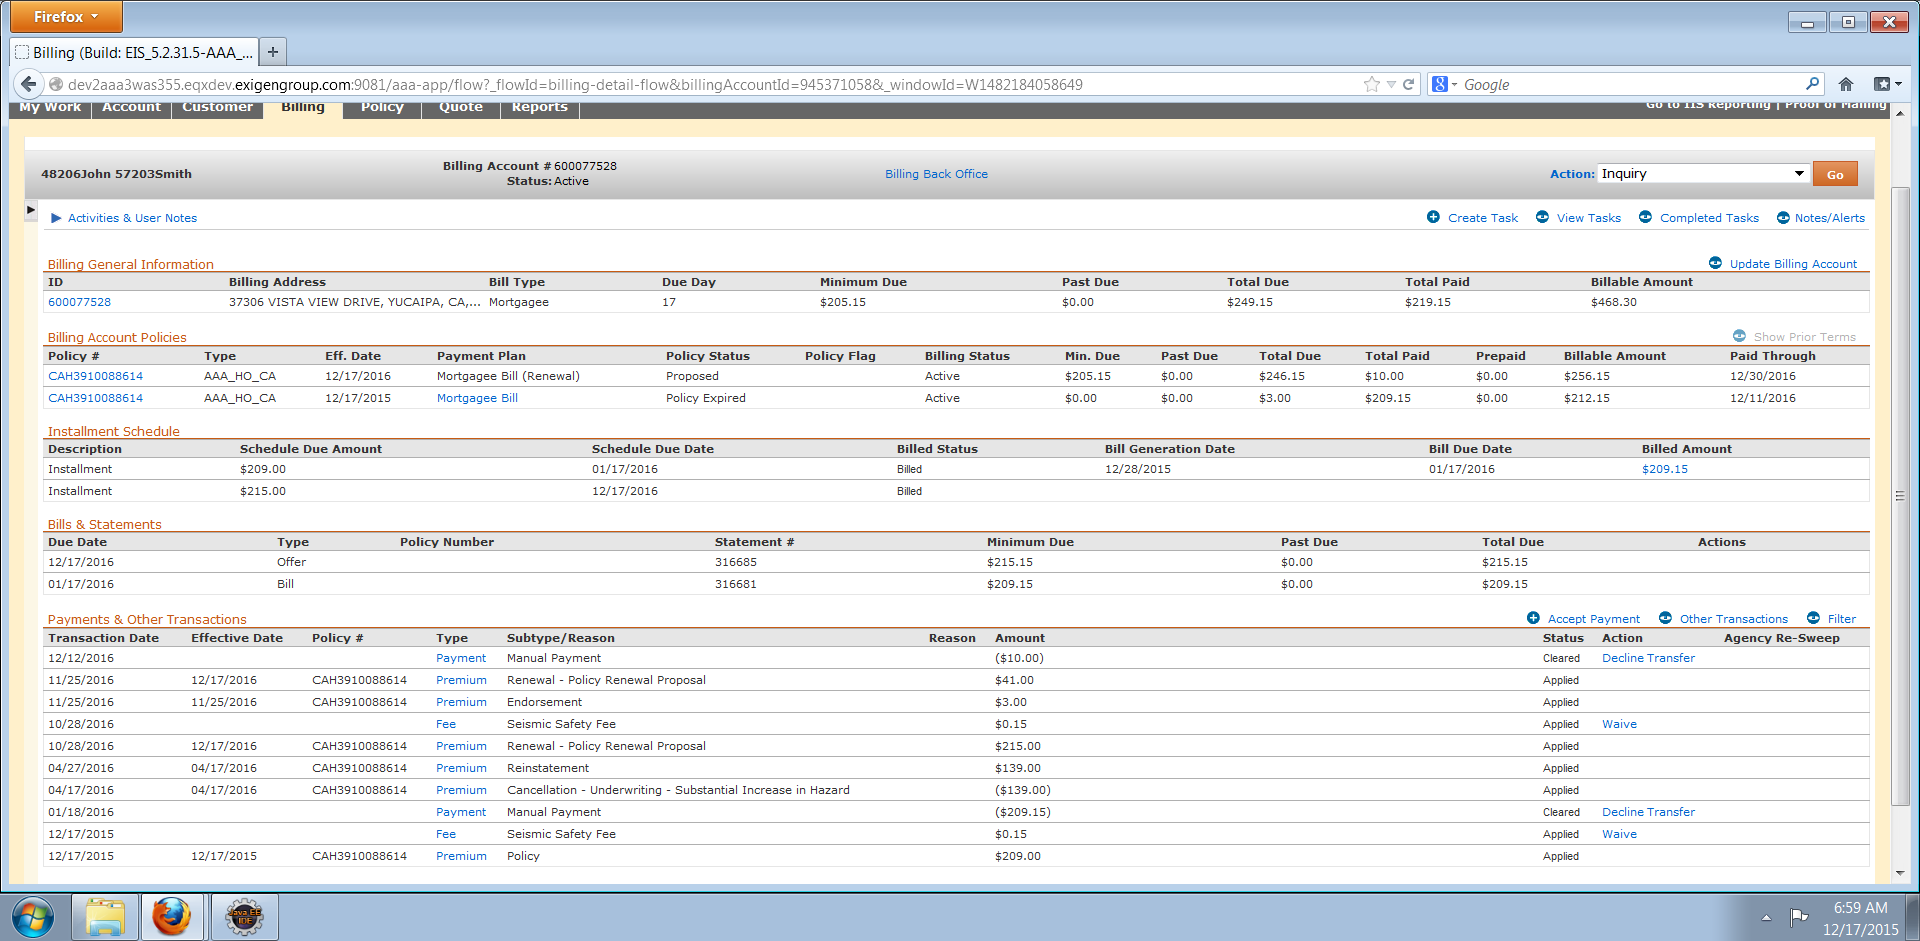 Firefox
Billing (Build: EIS_5.2.31.5-AAA_...
dev2aaa3was355.eqxdev.exigengroup.com:9081/aaa-app/flow?_flowId=billing-detail-flow&billingAccountId=945371058&_windowId=W1482184058649
Google
My Work Account Customer Billing Policy Quote Reports Go to IIS Reporting | Proof of Mailing
48206John 57203Smith Billing Account # 600077528 Billing Back Office Action: Inquiry Go
Status: Active
Activities & User Notes Create Task View Tasks Completed Tasks Notes/Alerts
Billing General Information Update Billing Account
ID Billing Address Bill Type Due Day Minimum Due Past Due Total Due Total Paid Billable Amount
600077528 37306 VISTA VIEW DRIVE, YUCAIPA, CA,... Mortgagee 17 $205.15 $0.00 $249.15 $219.15 $468.30
Billing Account Policies Show Prior Terms
Policy # Type Eff. Date Payment Plan Policy Status Policy Flag Billing Status Min. Due Past Due Total Due Total Paid Prepaid Billable Amount Paid Through
CAH3910088614 AAA_HO_CA 12/17/2016 Mortgagee Bill (Renewal) Proposed Active $205.15 $0.00 $246.15 $10.00 $0.00 $256.15 12/30/2016
CAH3910088614 AAA_HO_CA 12/17/2015 Mortgagee Bill Policy Expired Active $0.00 $0.00 $3.00 $209.15 $0.00 $212.15 12/11/2016
Installment Schedule
Description Schedule Due Amount Schedule Due Date Billed Status Bill Generation Date Bill Due Date Billed Amount
Installment $209.00 01/17/2016 Billed 12/28/2015 01/17/2016 $209.15
Installment $215.00 12/17/2016 Billed
Bills & Statements
Due Date Type Policy Number Statement # Minimum Due Past Due Total Due Actions
12/17/2016 Offer 316685 $215.15 $0.00 $215.15
01/17/2016 Bill 316681 $209.15 $0.00 $209.15
Payments & Other Transactions Accept Payment Other Transactions Filter
Transaction Date Effective Date Policy # Type Subtype/Reason Reason Amount Status Action Agency Re-Sweep
12/12/2016 Payment Manual Payment ($10.00) Cleared Decline Transfer
11/25/2016 12/17/2016 CAH3910088614 Premium Renewal - Policy Renewal Proposal $41.00 Applied
11/25/2016 11/25/2016 CAH3910088614 Premium Endorsement $3.00 Applied
10/28/2016 Fee Seismic Safety Fee $0.15 Applied Waive
10/28/2016 12/17/2016 CAH3910088614 Premium Renewal - Policy Renewal Proposal $215.00 Applied
04/27/2016 04/17/2016 CAH3910088614 Premium Reinstatement $139.00 Applied
04/17/2016 04/17/2016 CAH3910088614 Premium Cancellation - Underwriting - Substantial Increase in Hazard ($139.00) Applied
01/18/2016 Payment Manual Payment ($209.15) Cleared Decline Transfer
12/17/2015 Fee Seismic Safety Fee $0.15 Applied Waive
12/17/2015 12/17/2015 CAH3910088614 Premium Policy $209.00 Applied
Java EE
IDE
6:59 AM
12/17/2015